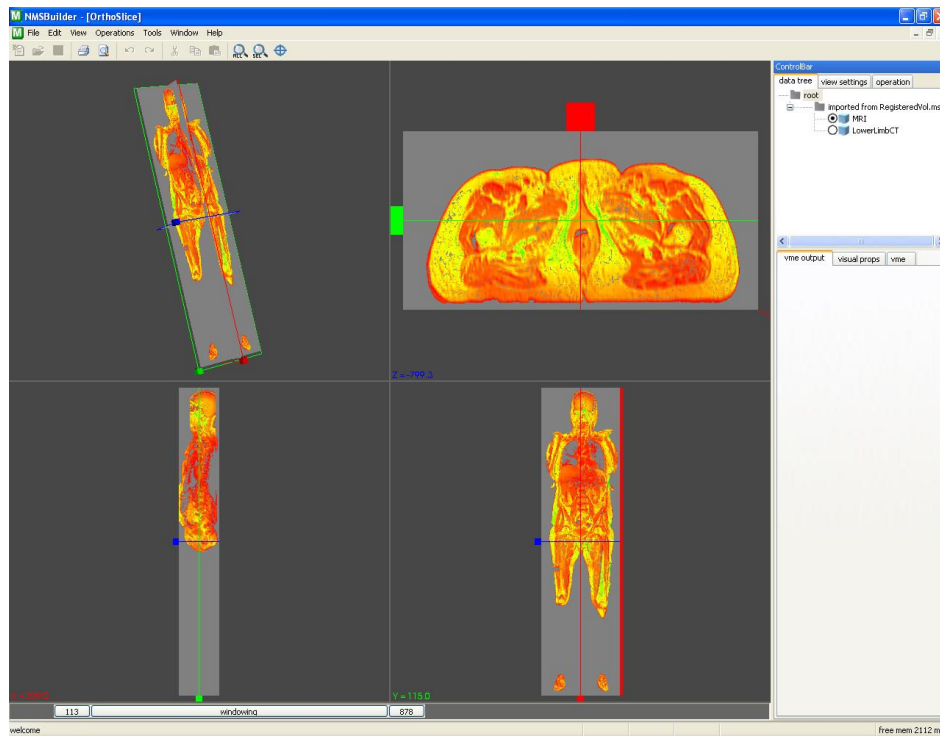 NMSBuilder - [OrthoSlice]
File Edit View Operations Tools Window Help
ALL SEL
ControlBar
data tree view settings operation
root
imported from RegisteredVol.ms
MRI
LowerLimbCT
vme output visual props vme
Z = -799.3
Y = 115.0
113 windowing 878
welcome
free mem 2112 m